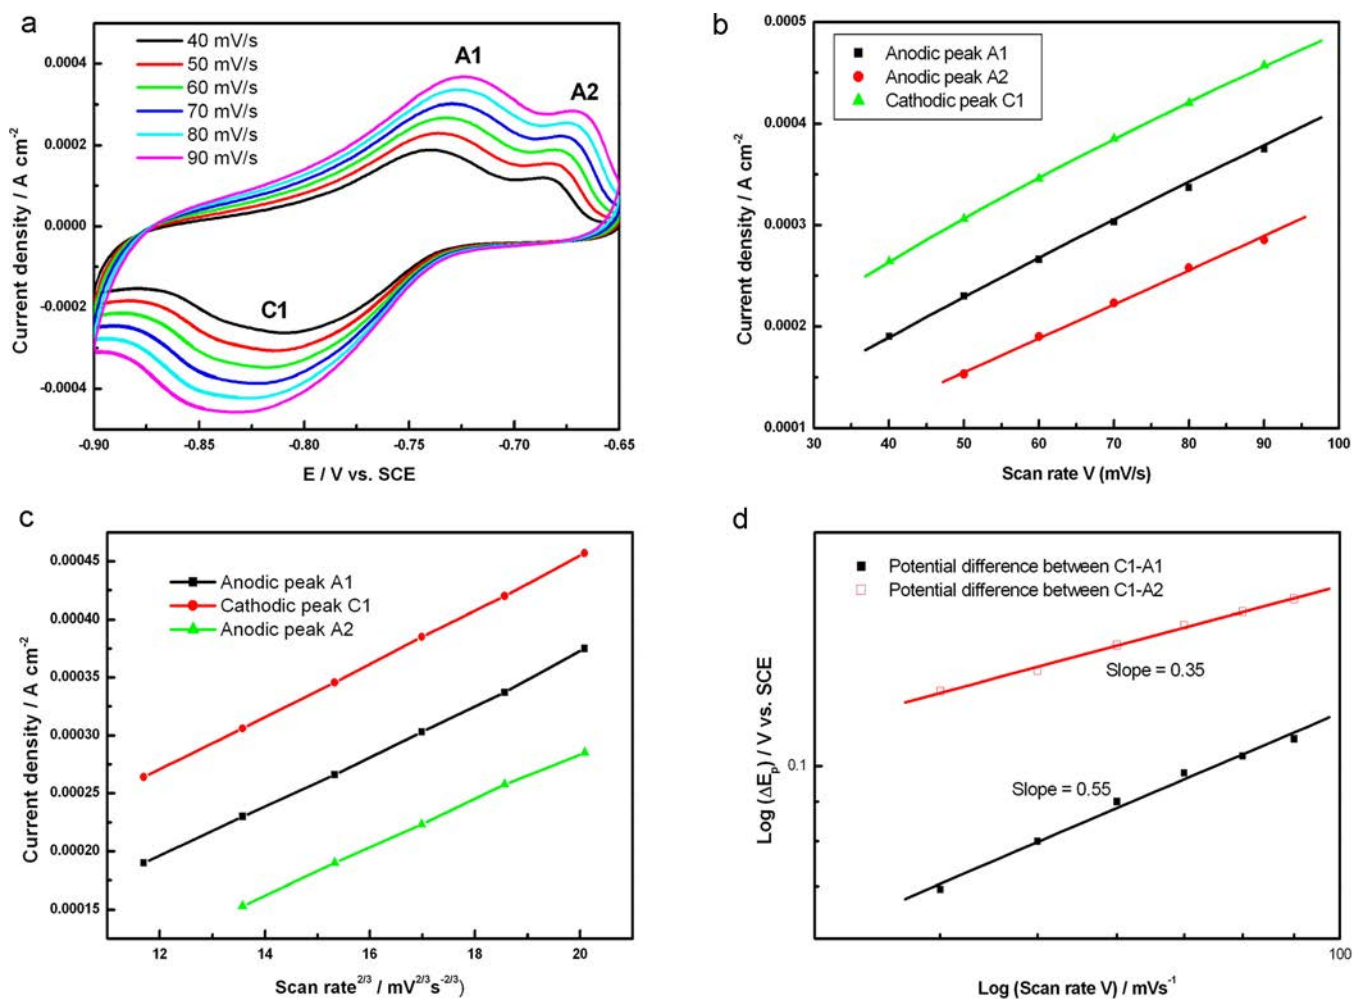 a
40 mV/s
50 mV/s
60 mV/s
70 mV/s
80 mV/s
90 mV/s
A1
A2
C1
0.0004
0.0002
0.0000
-0.0002
-0.0004
Current density / A cm-2
-0.90 -0.85 -0.80 -0.75 -0.70 -0.65
E / V vs. SCE
b
Anodic peak A1
Anodic peak A2
Cathodic peak C1
0.0005
0.0004
0.0003
0.0002
0.0001
Current density / A cm-2
30 40 50 60 70 80 90 100
Scan rate V (mV/s)
c
Anodic peak A1
Cathodic peak C1
Anodic peak A2
0.00045
0.00040
0.00035
0.00030
0.00025
0.00020
0.00015
Current density / A cm-2
12 14 16 18 20
Scan rate2/3 / mV2/3s-2/3)
d
Potential difference between C1-A1
Potential difference between C1-A2
Slope = 0.35
Slope = 0.55
0.1
Log (ΔEp) / V vs. SCE
100
Log (Scan rate V) / mVs-1